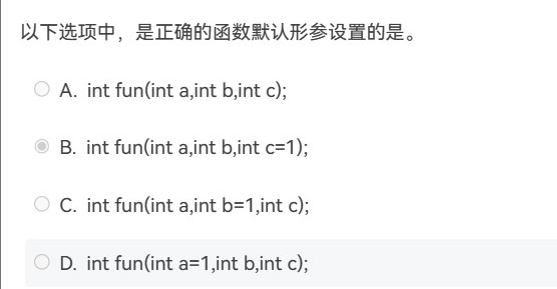 以下选项中，是正确的函数默认形参设置的是。
A. int fun(int a,int b,int c);
B. int fun(int a,int b,int c=1);
C. int fun(int a,int b=1,int c);
D. int fun(int a=1,int b,int c);